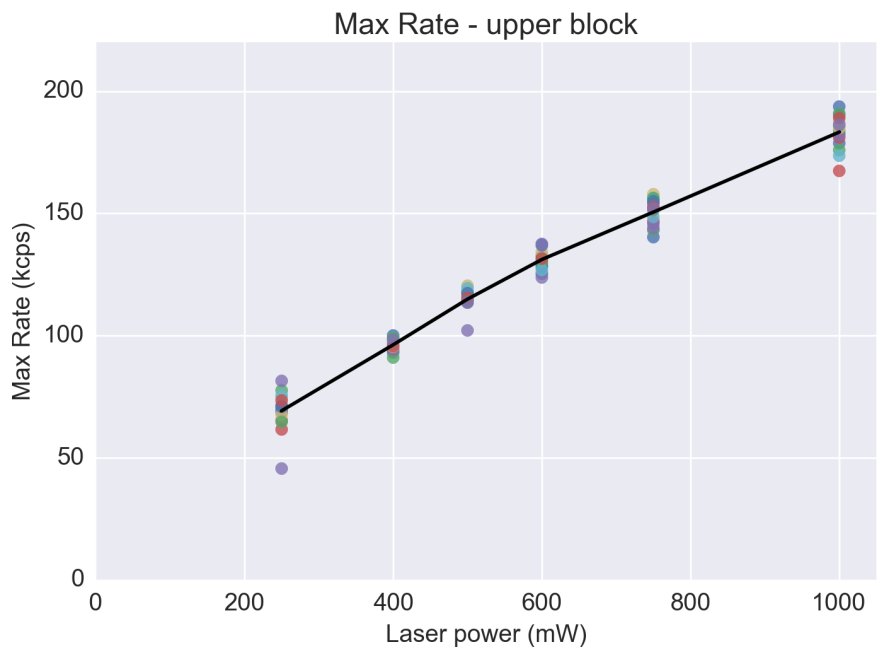 Max Rate - upper block
200
150
100
50
0
Max Rate (kcps)
0 200 400 600 800 1000
Laser power (mW)